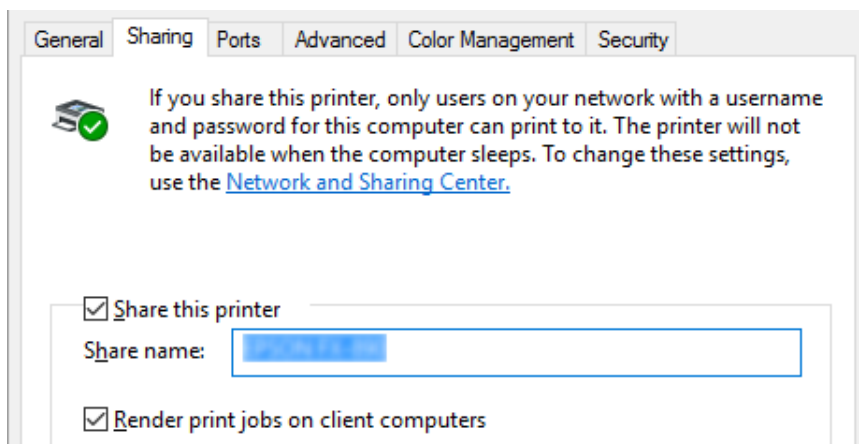 General Sharing Ports Advanced Color Management Security
If you share this printer, only users on your network with a username
and password for this computer can print to it. The printer will not
be available when the computer sleeps. To change these settings,
use the Network and Sharing Center.
Share this printer
Share name:
Render print jobs on client computers